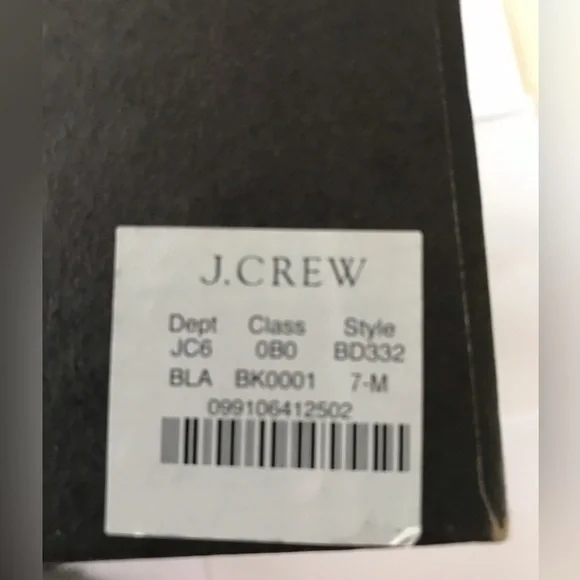 J.CREW
Dept Class Style
JC6 0B0 BD332
BLA BK0001 7-M
099106412502